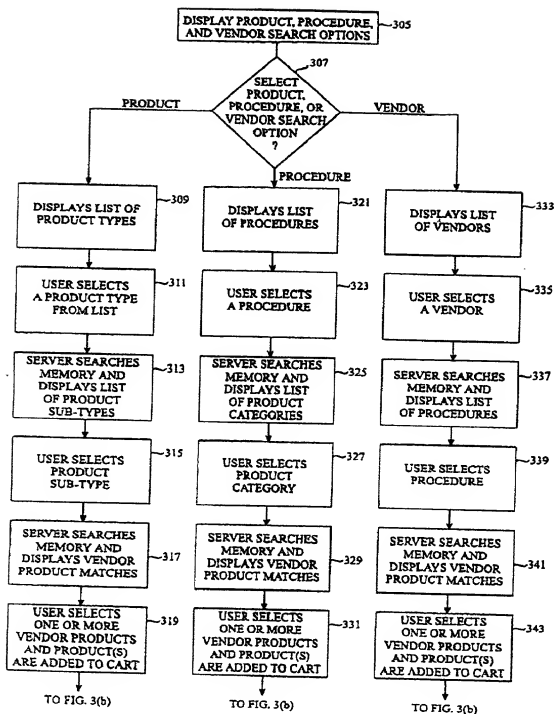 DISPLAY PRODUCT, PROCEDURE,
AND VENDOR SEARCH OPTIONS
305
307
SELECT
PRODUCT,
PROCEDURE, OR
VENDOR SEARCH
OPTION
?
PRODUCT
VENDOR
PROCEDURE
DISPLAYS LIST OF
PRODUCT TYPES
309
USER SELECTS
A PRODUCT TYPE
FROM LIST
311
SERVER SEARCHES
MEMORY AND
DISPLAYS LIST
OF PRODUCT
SUB-TYPES
313
USER SELECTS
PRODUCT
SUB-TYPE
315
SERVER SEARCHES
MEMORY AND
DISPLAYS VENDOR
PRODUCT MATCHES
317
USER SELECTS
ONE OR MORE
VENDOR PRODUCTS
AND PRODUCT(S)
ARE ADDED TO CART
319
TO FIG. 3(b)
DISPLAYS LIST
OF PROCEDURES
321
USER SELECTS
A PROCEDURE
323
SERVER SEARCHES
MEMORY AND
DISPLAYS LIST
OF PRODUCT
CATEGORIES
325
USER SELECTS
PRODUCT
CATEGORY
327
SERVER SEARCHES
MEMORY AND
DISPLAYS VENDOR
PRODUCT MATCHES
329
USER SELECTS
ONE OR MORE
VENDOR PRODUCTS
AND PRODUCT(S)
ARE ADDED TO CART
331
TO FIG. 3(b)
DISPLAYS LIST
OF VENDORS
333
USER SELECTS
A VENDOR
335
SERVER SEARCHES
MEMORY AND
DISPLAYS LIST
OF PROCEDURES
337
USER SELECTS
PROCEDURE
339
SERVER SEARCHES
MEMORY AND
DISPLAYS VENDOR
PRODUCT MATCHES
341
USER SELECTS
ONE OR MORE
VENDOR PRODUCTS
AND PRODUCT(S)
ARE ADDED TO CART
343
TO FIG. 3(b)